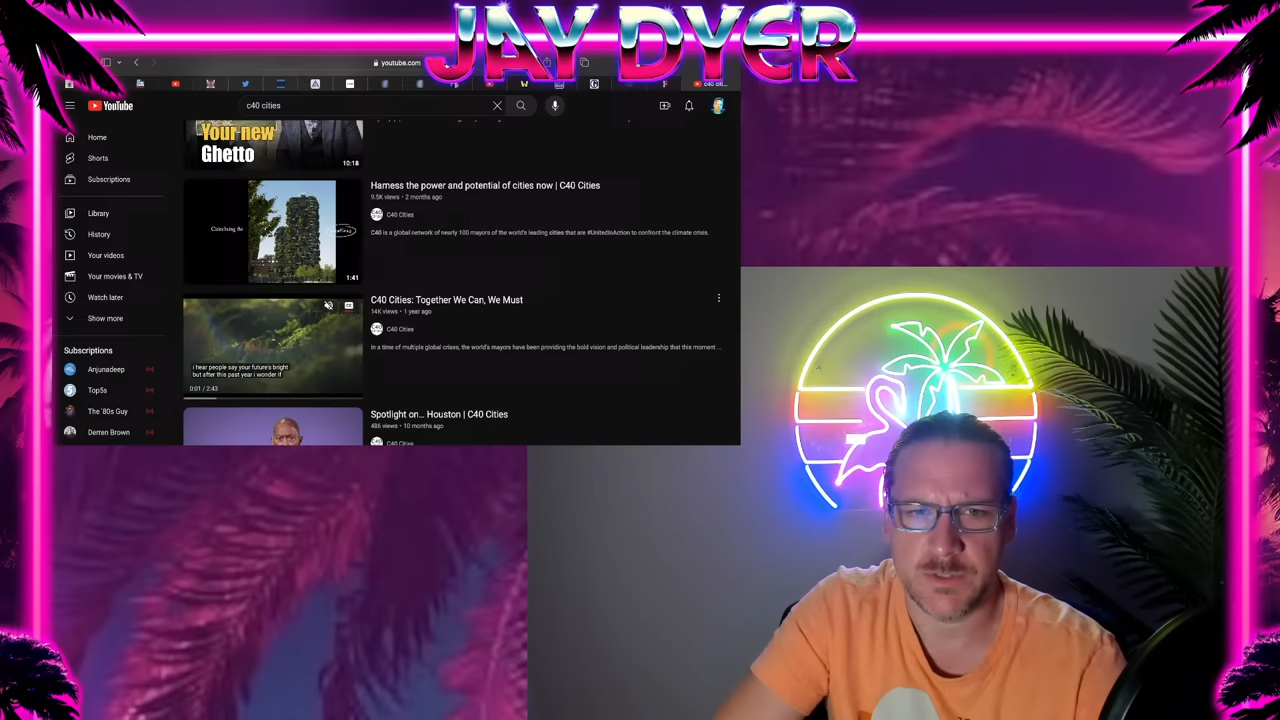 JAY DYER
youtube.com
c40 citi...
YouTube
c40 cities
Home
Shorts
Subscriptions
Library
History
Your videos
Your movies & TV
Watch later
Show more
Subscriptions
Anjunadeep
Top5s
The '80s Guy
Derren Brown
Your new
Ghetto
10:18
Harness the power and potential of cities now | C40 Cities
9.5K views • 2 months ago
C40 Cities
C40 is a global network of nearly 100 mayors of the world's leading cities that are #UnitedInAction to confront the climate crisis.
Cities bring the
1:41
C40 Cities: Together We Can, We Must
14K views • 1 year ago
C40 Cities
In a time of multiple global crises, the world's mayors have been providing the bold vision and political leadership that this moment ...
i hear people say your future's bright
but after this past year i wonder if
0:01 / 2:43
Spotlight on... Houston | C40 Cities
486 views • 10 months ago
C40 Cities